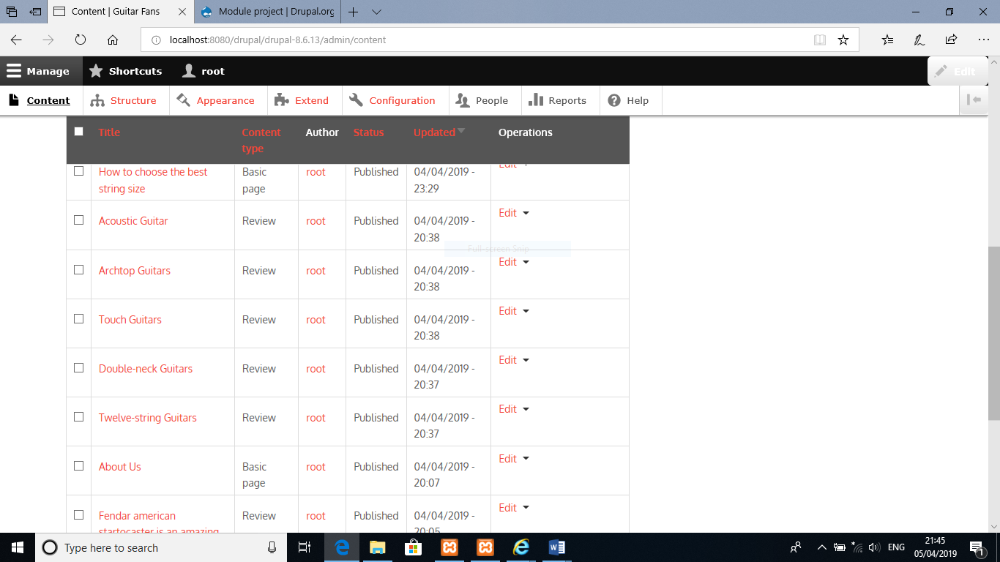 Content | Guitar Fans
Module project | Drupal.org
localhost:8080/drupal/drupal-8.6.13/admin/content
Manage Shortcuts root Edit
Content Structure Appearance Extend Configuration People Reports Help
Title Content Author Status Updated Operations
type
How to choose the best Basic root Published 04/04/2019 - Edit
string size page 23:29
Acoustic Guitar Review root Published 04/04/2019 - Edit
20:38
Full-screen Snip
Archtop Guitars Review root Published 04/04/2019 - Edit
20:38
Touch Guitars Review root Published 04/04/2019 - Edit
20:38
Double-neck Guitars Review root Published 04/04/2019 - Edit
20:37
Twelve-string Guitars Review root Published 04/04/2019 - Edit
20:37
About Us Basic root Published 04/04/2019 - Edit
page 20:07
Fendar american Review root Published 04/04/2019 - Edit
startocaster is an amazing 20:05
Type here to search ENG 21:45
05/04/2019 1